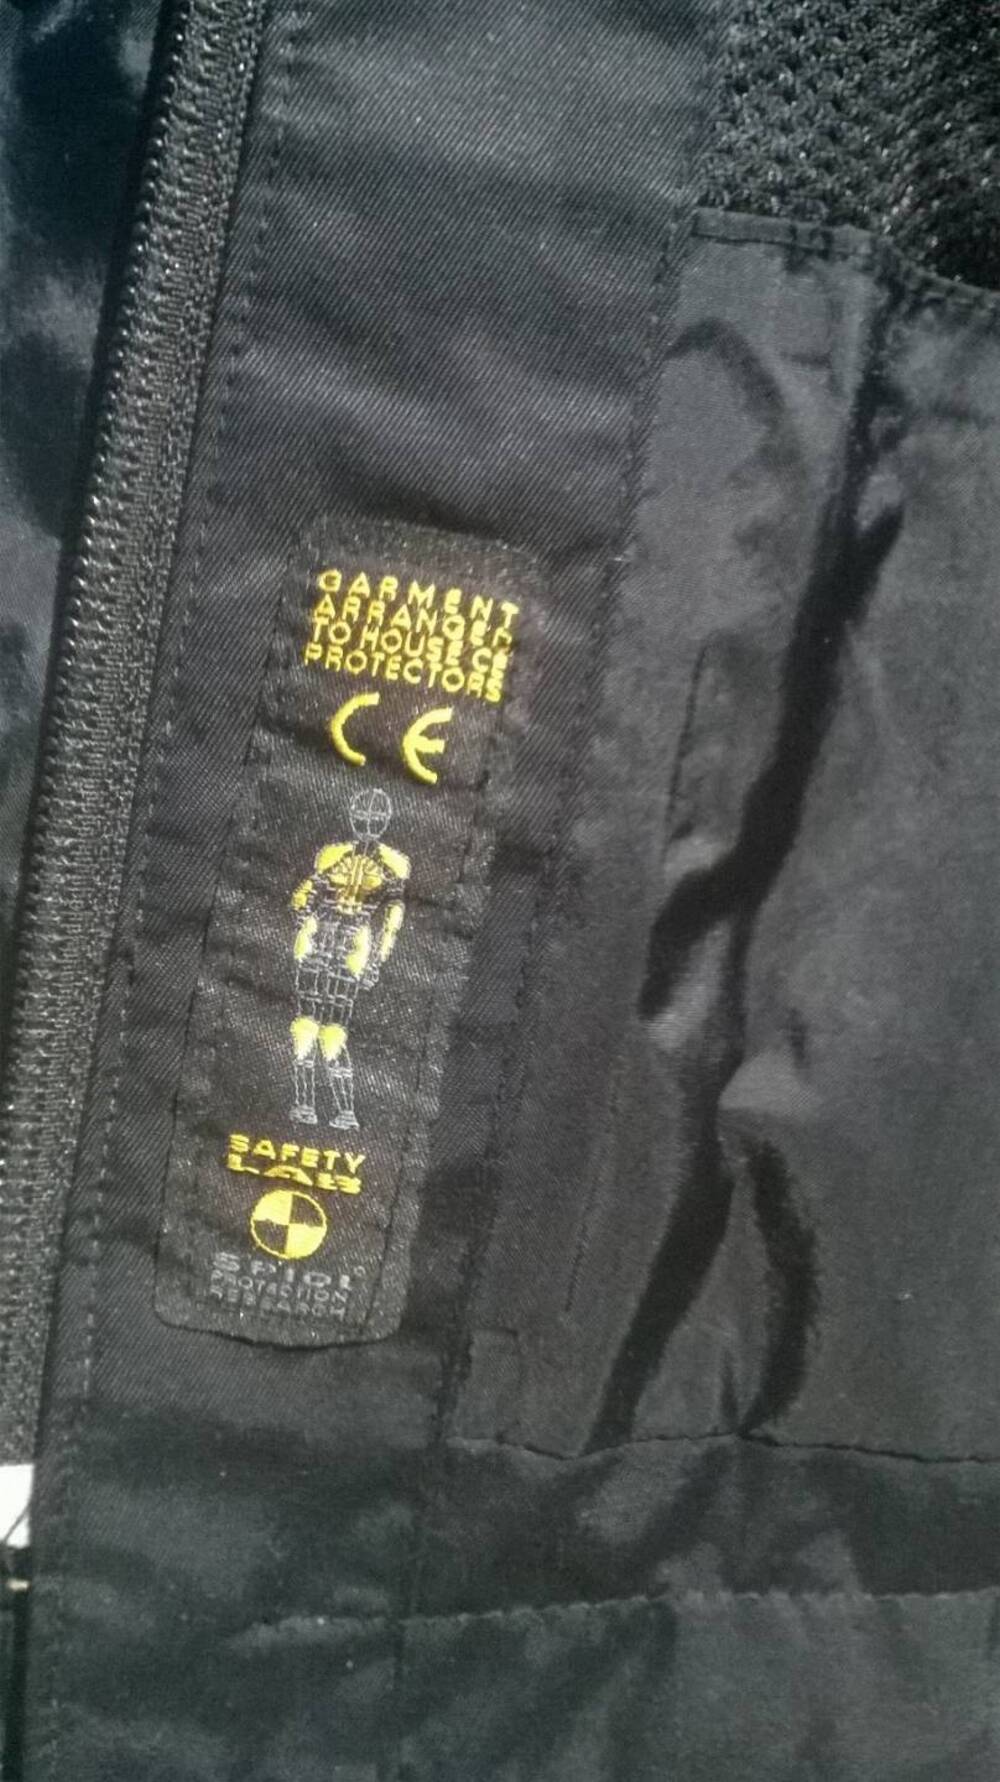 GARMENT
ARRANGED
TO HOUSE CE
PROTECTORS
CE
SAFETY
LAB
SPIDI
PROTECTION
RESEARCH